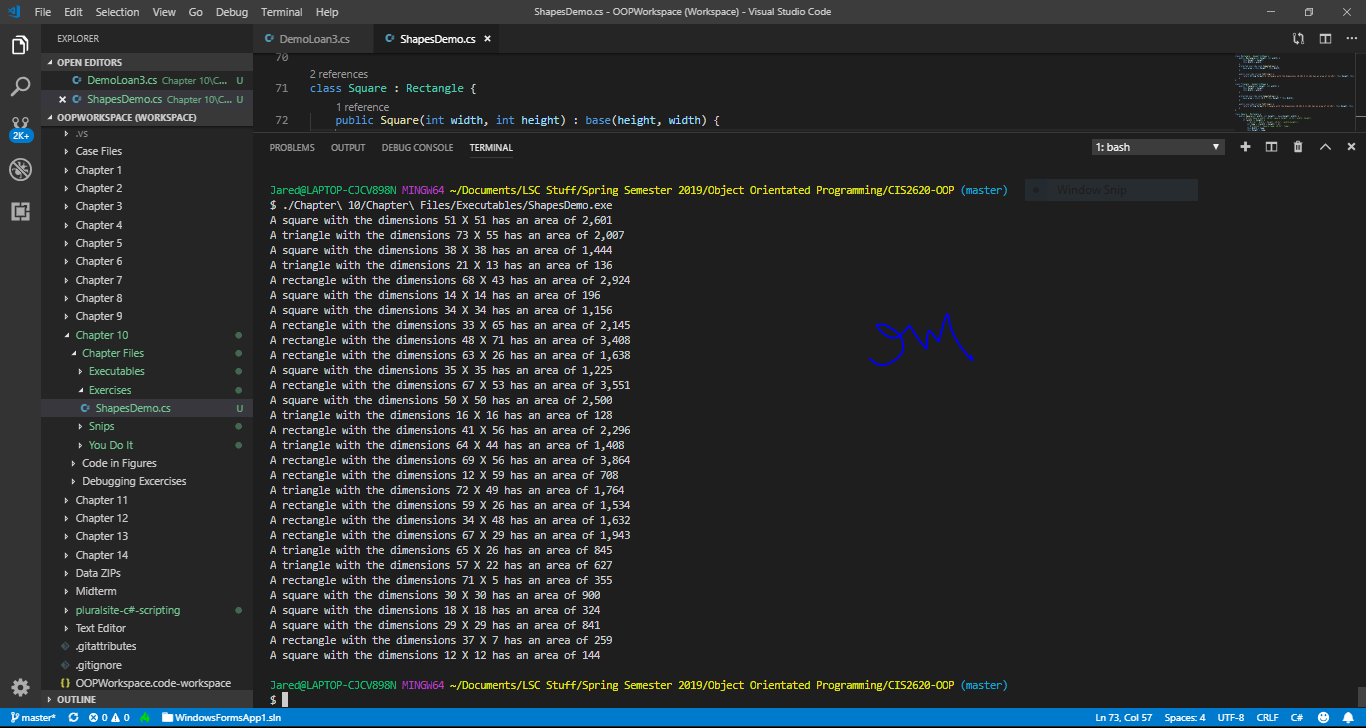 File Edit Selection View Go Debug Terminal Help
ShapesDemo.cs - OOPWorkspace (Workspace) - Visual Studio Code
EXPLORER
OPEN EDITORS
DemoLoan3.cs Chapter 10\C... U
ShapesDemo.cs Chapter 10\C... U
OOPWORKSPACE (WORKSPACE)
.vs
Case Files
Chapter 1
Chapter 2
Chapter 3
Chapter 4
Chapter 5
Chapter 6
Chapter 7
Chapter 8
Chapter 9
Chapter 10
Chapter Files
Executables
Exercises
ShapesDemo.cs U
Snips
You Do It
Code in Figures
Debugging Excercises
Chapter 11
Chapter 12
Chapter 13
Chapter 14
Data ZIPs
Midterm
pluralsite-c#-scripting
Text Editor
.gitattributes
.gitignore
OOPWorkspace.code-workspace
OUTLINE
2K+
DemoLoan3.cs ShapesDemo.cs
70
2 references
71 class Square : Rectangle {
1 reference
72 public Square(int width, int height) : base(height, width) {
PROBLEMS OUTPUT DEBUG CONSOLE TERMINAL
1: bash
Window Snip
Jared@LAPTOP-CJCV898N MINGW64 ~/Documents/LSC Stuff/Spring Semester 2019/Object Orientated Programming/CIS2620-OOP (master)
$ ./Chapter\ 10/Chapter\ Files/Executables/ShapesDemo.exe
A square with the dimensions 51 X 51 has an area of 2,601
A triangle with the dimensions 73 X 55 has an area of 2,007
A square with the dimensions 38 X 38 has an area of 1,444
A triangle with the dimensions 21 X 13 has an area of 136
A rectangle with the dimensions 68 X 43 has an area of 2,924
A square with the dimensions 14 X 14 has an area of 196
A square with the dimensions 34 X 34 has an area of 1,156
A rectangle with the dimensions 33 X 65 has an area of 2,145
A rectangle with the dimensions 48 X 71 has an area of 3,408
A rectangle with the dimensions 63 X 26 has an area of 1,638
A square with the dimensions 35 X 35 has an area of 1,225
A rectangle with the dimensions 67 X 53 has an area of 3,551
A square with the dimensions 50 X 50 has an area of 2,500
A triangle with the dimensions 16 X 16 has an area of 128
A rectangle with the dimensions 41 X 56 has an area of 2,296
A triangle with the dimensions 64 X 44 has an area of 1,408
A rectangle with the dimensions 69 X 56 has an area of 3,864
A rectangle with the dimensions 12 X 59 has an area of 708
A triangle with the dimensions 72 X 49 has an area of 1,764
A rectangle with the dimensions 59 X 26 has an area of 1,534
A rectangle with the dimensions 34 X 48 has an area of 1,632
A rectangle with the dimensions 67 X 29 has an area of 1,943
A triangle with the dimensions 65 X 26 has an area of 845
A triangle with the dimensions 57 X 22 has an area of 627
A rectangle with the dimensions 71 X 5 has an area of 355
A square with the dimensions 30 X 30 has an area of 900
A square with the dimensions 18 X 18 has an area of 324
A square with the dimensions 29 X 29 has an area of 841
A rectangle with the dimensions 37 X 7 has an area of 259
A square with the dimensions 12 X 12 has an area of 144
Jared@LAPTOP-CJCV898N MINGW64 ~/Documents/LSC Stuff/Spring Semester 2019/Object Orientated Programming/CIS2620-OOP (master)
$
master* 0 0 WindowsFormsApp1.sln Ln 73, Col 57 Spaces: 4 UTF-8 CRLF C#